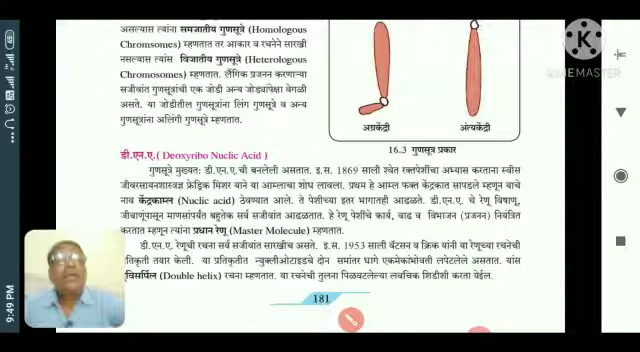 असल्यास त्यांना समजातीय गुणसूत्रे (Homologous
Chromsomes) म्हणतात तर आकार व रचनेने सारखी
नसल्यास त्यांस विजातीय गुणसूत्रे (Heterologous
Chromosomes) म्हणतात. लैंगिक प्रजनन करणाऱ्या
सजीवांत गुणसूत्रांची एक जोडी अन्य जोड्यांपेक्षा वेगळी
असते. या जोडीतील गुणसूत्रांना लिंग गुणसूत्रे व अन्य
गुणसूत्रांना अलिंगी गुणसूत्रे म्हणतात.
अग्रकेंद्री
अंत्यकेंद्री
16.3 गुणसूत्र प्रकार
डी.एन.ए.( Deoxyribo Nuclic Acid)
गुणसूत्रे मुख्यतः डी.एन.ए.ची बनलेली असतात. इ.स. 1869 साली श्वेत रक्तपेशींचा अभ्यास करताना स्वीस
जीवरसायनशास्त्रज्ञ फ्रेड्रिक मिशर याने या आम्लाचा शोध लावला. प्रथम हे आम्ल फक्त केंद्रकात सापडले म्हणून याचे
नाव केंद्रकाम्ल (Nuclic acid) ठेवण्यात आले. ते पेशीच्या इतर भागातही आढळते. डी.एन.ए. चे रेणू विषाणू,
जीवाणूंपासून माणसांपर्यंत बहुतेक सर्व सजीवांत आढळतात. हे रेणू पेशींचे कार्य, वाढ व विभाजन (प्रजनन) नियंत्रित
करतात म्हणून त्यांना प्रधान रेणू (Master Molecule) म्हणतात.
डी.एन.ए. रेणूची रचना सर्व सजीवांत सारखीच असते. इ.स. 1953 साली वॅटसन व क्रिक यांनी या रेणूच्या रचनेची
तिकृती तयार केली. या प्रतिकृतीत न्युक्लीओटाइडचे दोन समांतर धागे एकमेकांभोवती लपेटलेले असतात. यांस
विसर्पिल (Double helix) रचना म्हणतात. या रचनेची तुलना पिळवटलेल्या लवचिक शिडीशी करता येईल.
181
KINEMASTER
9:49 PM